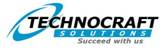 TECHNOCRAFT
SOLUTIONS
Succeed with us